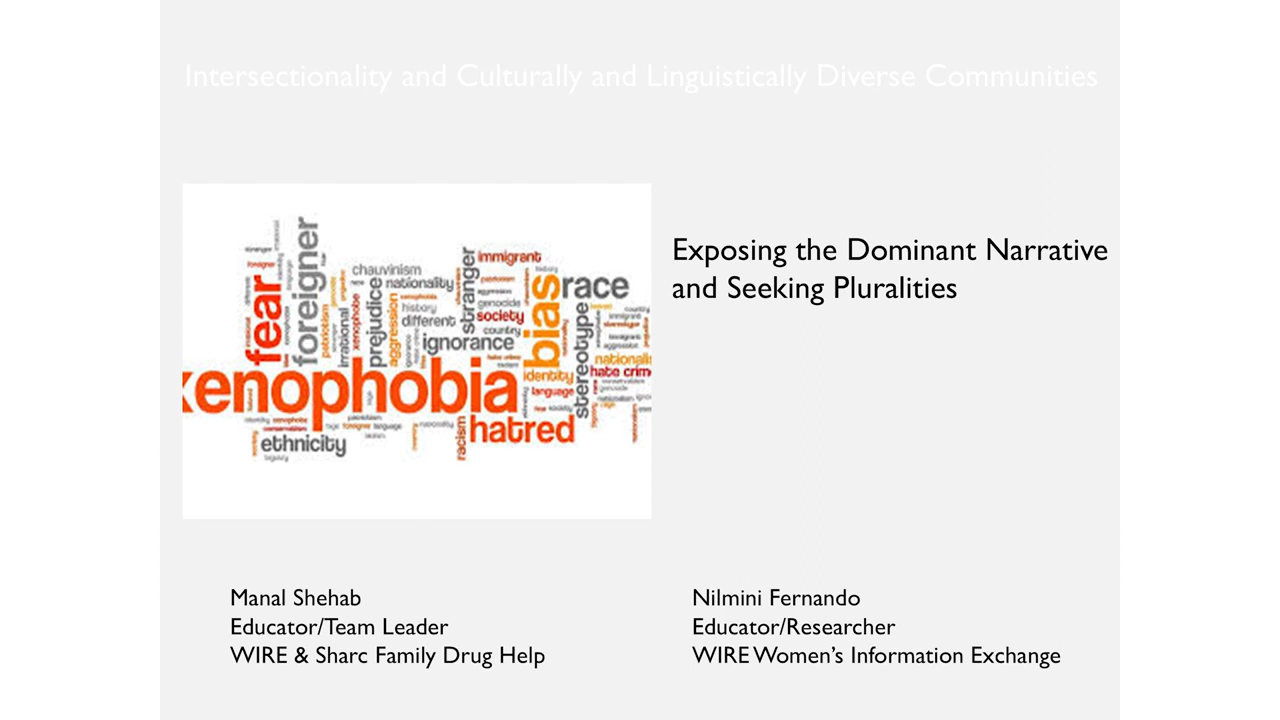 Intersectionality and Culturally and Linguistically Diverse Communities
Exposing the Dominant Narrative
and Seeking Pluralities
fear
foreigner
chauvinism
nationality
prejudice
aggression
history
different
ignorance
irrational
xenophobe
patriotism
stranger
immigrant
genocide
society
country
bias
race
stereotype
identity
language
hate crim
xenophobia
hatred
racism
ethnicity
Manal Shehab
Educator/Team Leader
WIRE & Sharc Family Drug Help
Nilmini Fernando
Educator/Researcher
WIRE Women’s Information Exchange